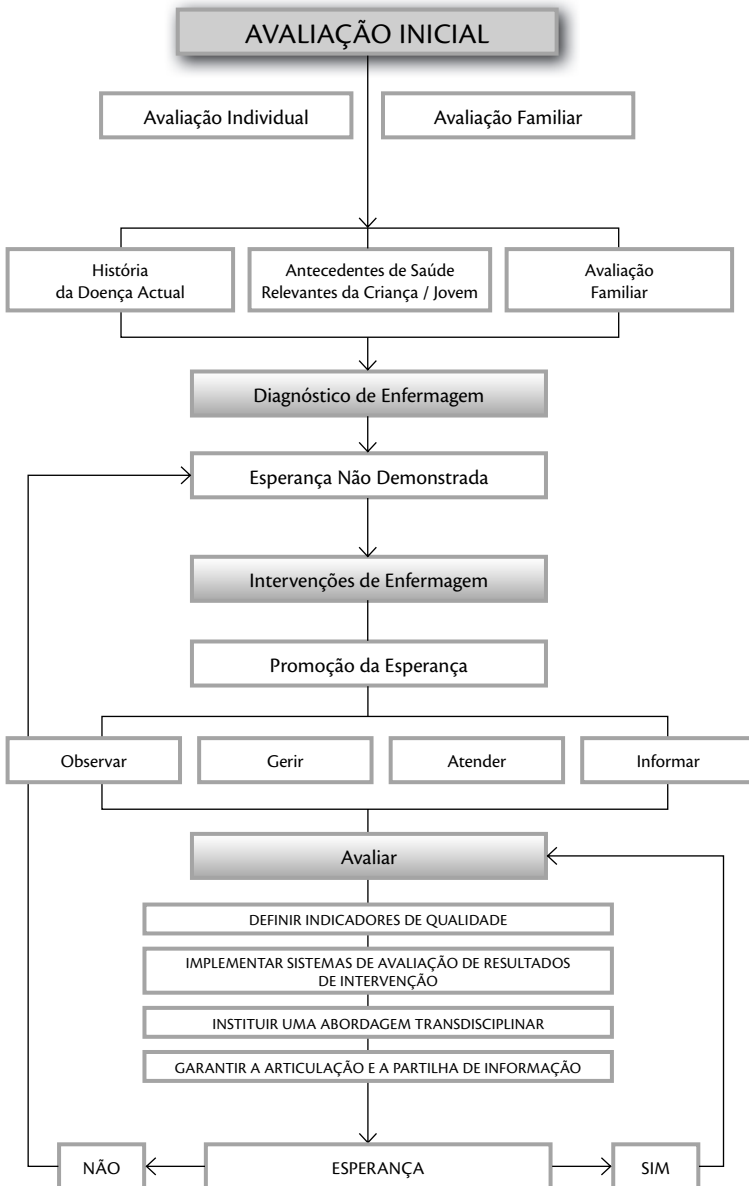 AVALIAÇÃO INICIAL
Avaliação Individual
Avaliação Familiar
História
da Doença Actual
Antecedentes de Saúde
Relevantes da Criança / Jovem
Avaliação
Familiar
Diagnóstico de Enfermagem
Esperança Não Demonstrada
Intervenções de Enfermagem
Promoção da Esperança
Observar
Gerir
Atender
Informar
Avaliar
DEFINIR INDICADORES DE QUALIDADE
IMPLEMENTAR SISTEMAS DE AVALIAÇÃO DE RESULTADOS
DE INTERVENÇÃO
INSTITUIR UMA ABORDAGEM TRANSDISCIPLINAR
GARANTIR A ARTICULAÇÃO E A PARTILHA DE INFORMAÇÃO
NÃO
ESPERANÇA
SIM